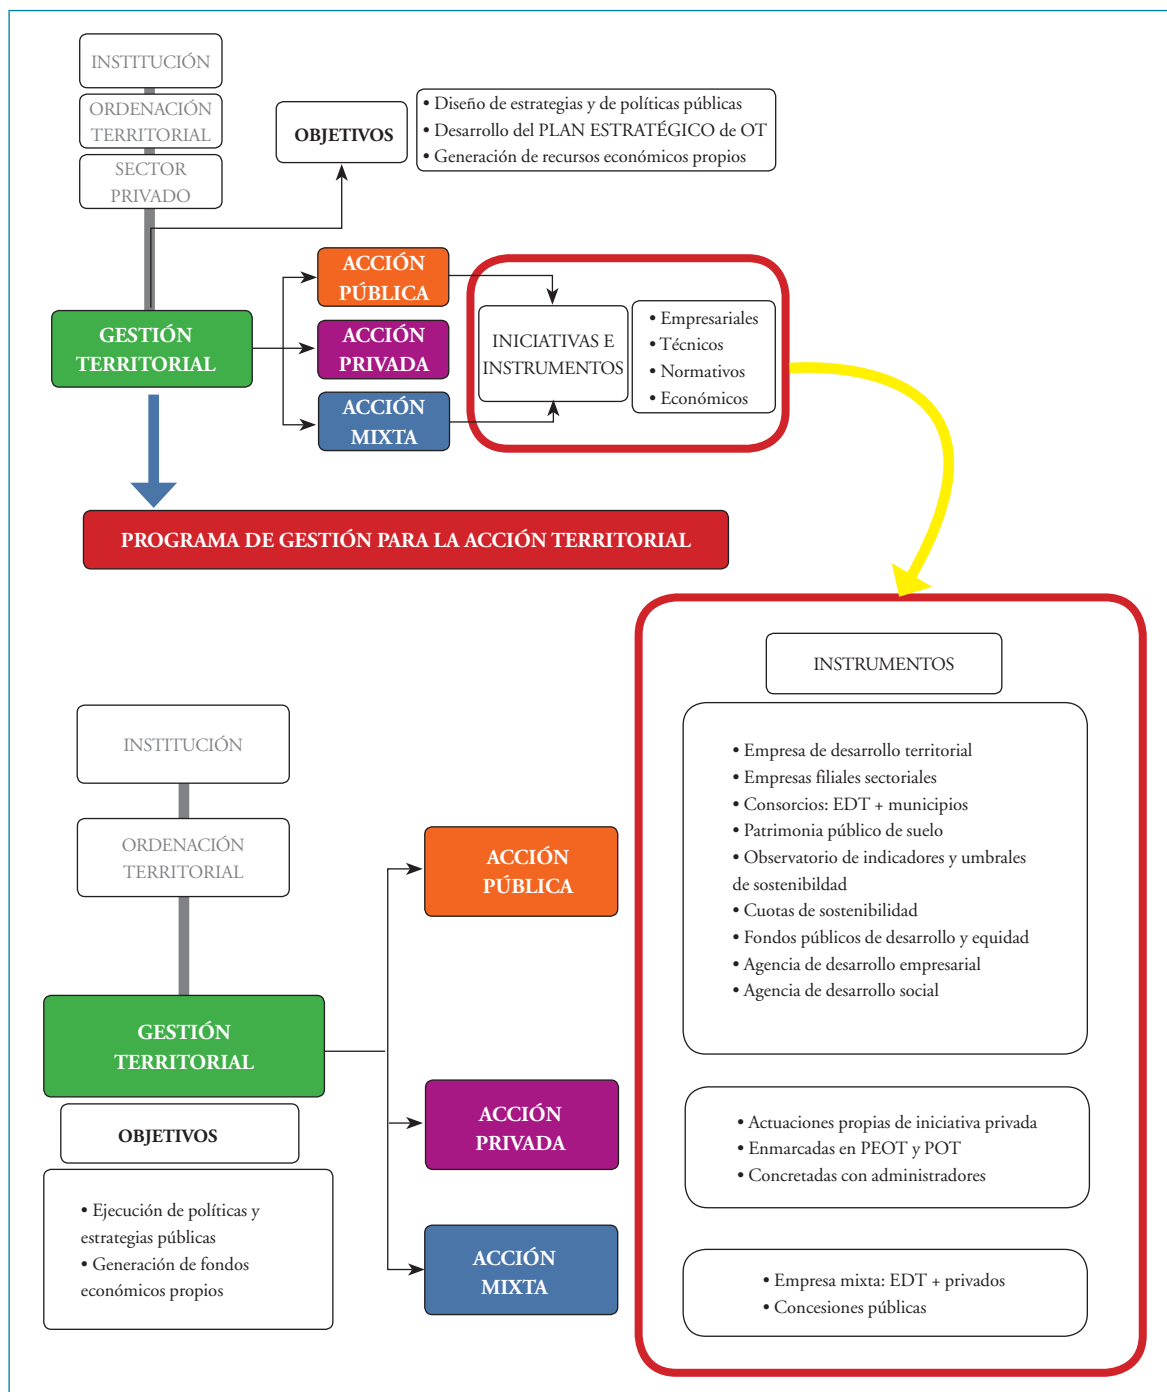 INSTITUCIÓN
ORDENACIÓN
TERRITORIAL
SECTOR
PRIVADO
OBJETIVOS
• Diseño de estrategias y de políticas públicas
• Desarrollo del PLAN ESTRATÉGICO de OT
• Generación de recursos económicos propios
GESTIÓN
TERRITORIAL
ACCIÓN
PÚBLICA
ACCIÓN
PRIVADA
ACCIÓN
MIXTA
INICIATIVAS E
INSTRUMENTOS
• Empresariales
• Técnicos
• Normativos
• Económicos
PROGRAMA DE GESTIÓN PARA LA ACCIÓN TERRITORIAL
INSTITUCIÓN
ORDENACIÓN
TERRITORIAL
GESTIÓN
TERRITORIAL
OBJETIVOS
• Ejecución de políticas y
estrategias públicas
• Generación de fondos
económicos propios
ACCIÓN
PÚBLICA
ACCIÓN
PRIVADA
ACCIÓN
MIXTA
INSTRUMENTOS
• Empresa de desarrollo territorial
• Empresas filiales sectoriales
• Consorcios: EDT + municipios
• Patrimonia público de suelo
• Observatorio de indicadores y umbrales
de sostenibildad
• Cuotas de sostenibilidad
• Fondos públicos de desarrollo y equidad
• Agencia de desarrollo empresarial
• Agencia de desarrollo social
• Actuaciones propias de iniciativa privada
• Enmarcadas en PEOT y POT
• Concretadas con administradores
• Empresa mixta: EDT + privados
• Concesiones públicas